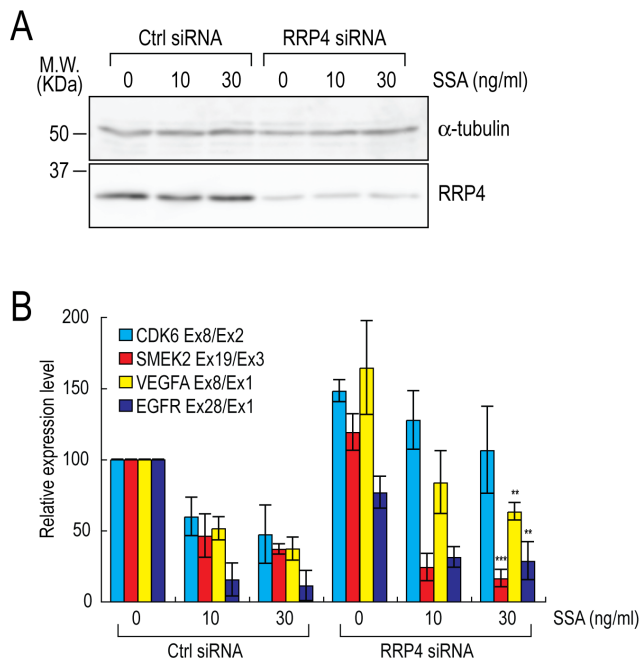 A
Ctrl siRNA RRP4 siRNA
M.W.
(KDa)
0 10 30 0 10 30 SSA (ng/ml)
50 α-tubulin
37
RRP4
B
200
150
100
50
0
Relative expression level
CDK6 Ex8/Ex2
SMEK2 Ex19/Ex3
VEGFA Ex8/Ex1
EGFR Ex28/Ex1
** 
*** **
0 10 30 0 10 30 SSA (ng/ml)
Ctrl siRNA RRP4 siRNA